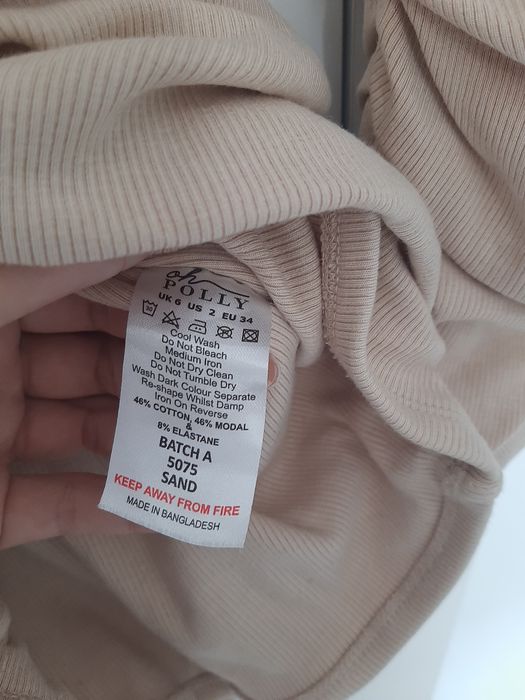 oh
POLLY
UK 6 US 2 EU 34
30
Cool Wash
Do Not Bleach
Medium Iron
Do Not Dry Clean
Do Not Tumble Dry
Wash Dark Colour Separate
Re-shape Whilst Damp
Iron On Reverse
46% COTTON, 46% MODAL
&
8% ELASTANE
BATCH A
5075
SAND
KEEP AWAY FROM FIRE
MADE IN BANGLADESH